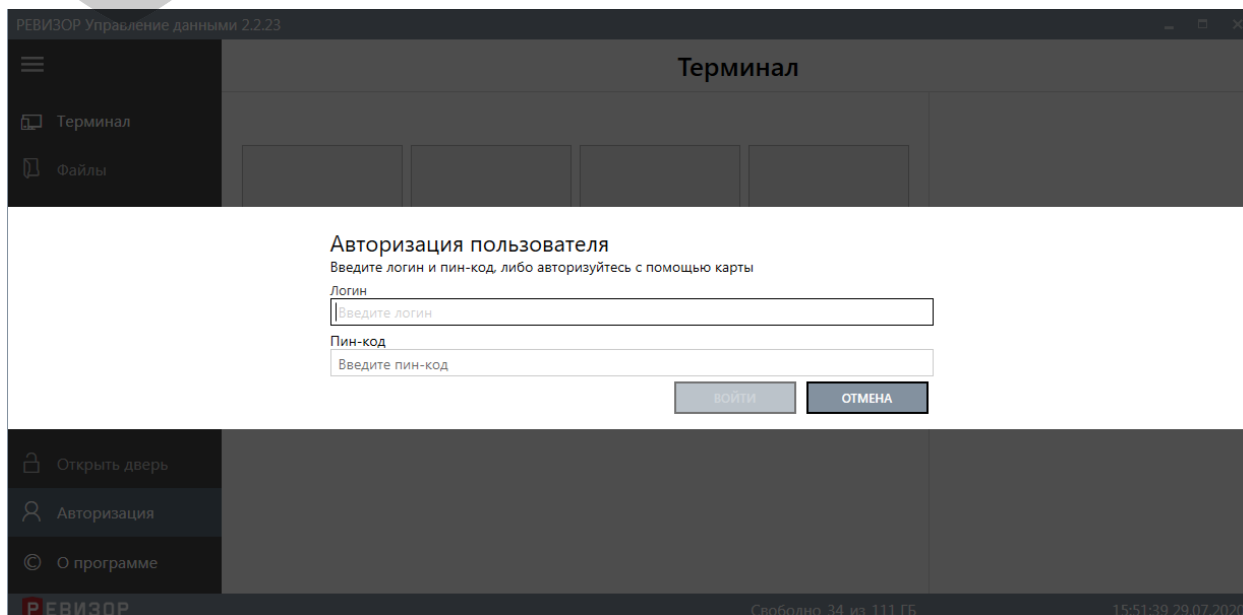 РЕВИЗОР Управление данными 2.2.23
Терминал
Терминал
Файлы
Авторизация пользователя
Введите логин и пин-код, либо авторизуйтесь с помощью карты
Логин
Введите логин
Пин-код
Введите пин-код
ВОЙТИ
ОТМЕНА
Открыть дверь
Авторизация
О программе
РЕВИЗОР
Свободно 34 из 111 ГБ
15:51:39 29.07.2020